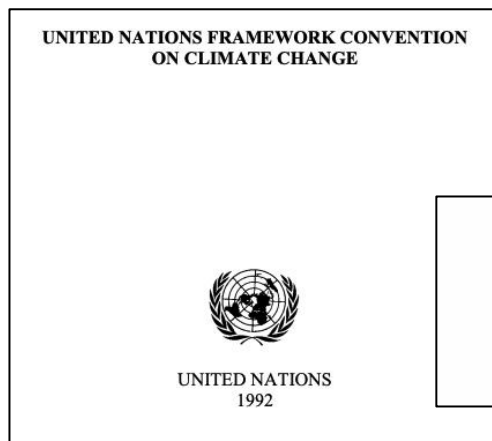 UNITED NATIONS FRAMEWORK CONVENTION
ON CLIMATE CHANGE
UNITED NATIONS
1992